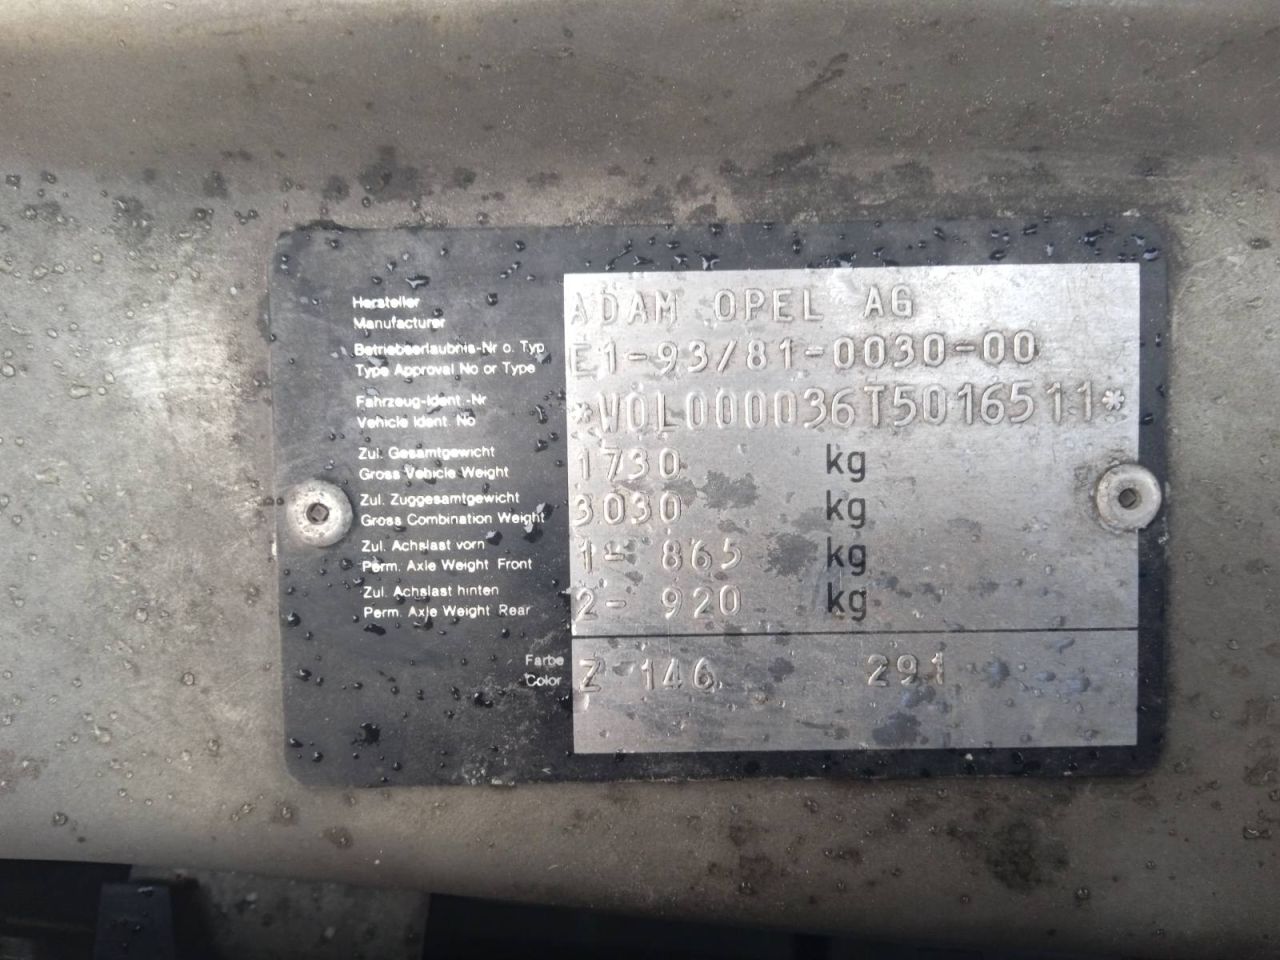 Hersteller
Manufacturer
ADAM OPEL AG
Betriebserlaubnis-Nr o. Typ
Type Approval No or Type
E1-93/81-0030-00
Fahrzeug-Ident.-Nr
Vehicle Ident. No
*W0L000036T5016511*
Zul. Gesamtgewicht
Gross Vehicle Weight
1730 kg
Zul. Zuggesamtgewicht
Gross Combination Weight
3030 kg
Zul. Achslast vorn
Perm. Axle Weight Front
1- 865 kg
Zul. Achslast hinten
Perm. Axle Weight Rear
2- 920 kg
Farbe
Color
Z 146 291